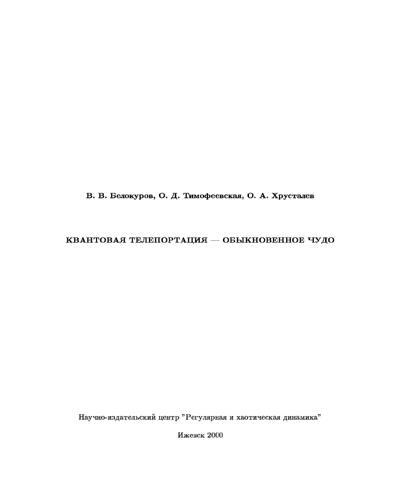 В. В. Белокуров, О. Д. Тимофеевская, О. А. Хрусталев
КВАНТОВАЯ ТЕЛЕПОРТАЦИЯ — ОБЫКНОВЕННОЕ ЧУДО
Научно-издательский центр "Регулярная и хаотическая динамика"
Ижевск 2000